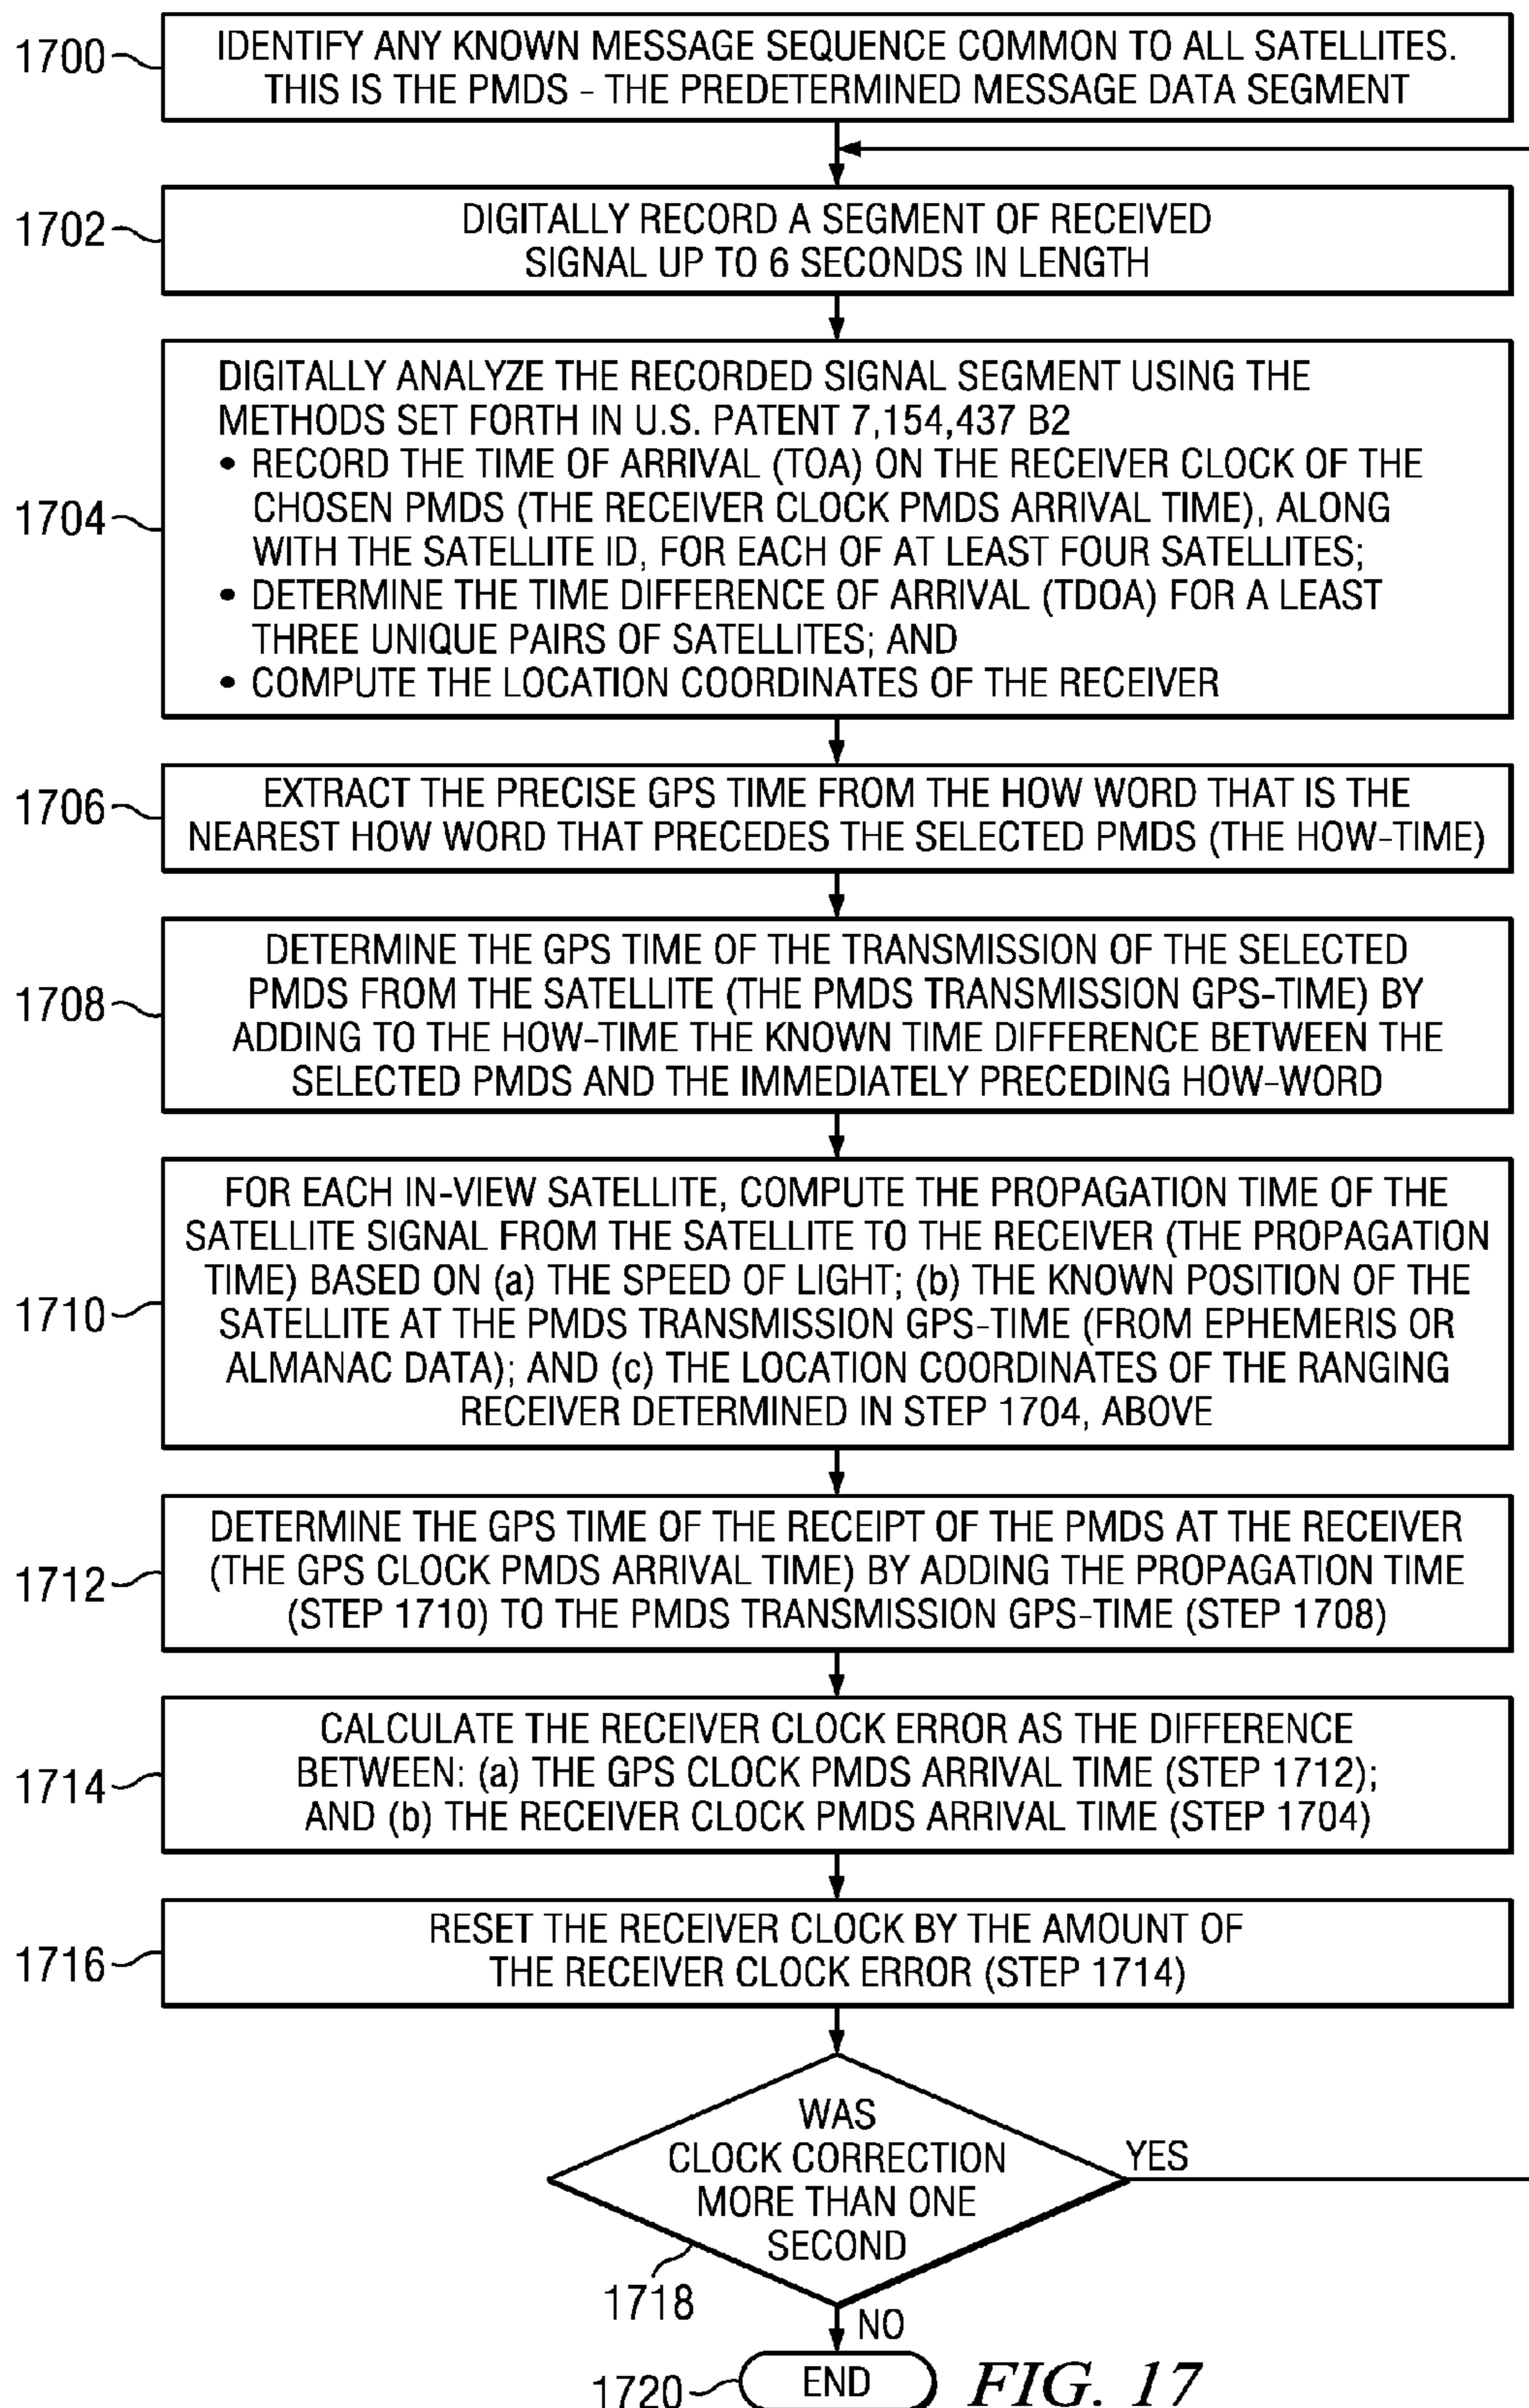 1700
IDENTIFY ANY KNOWN MESSAGE SEQUENCE COMMON TO ALL SATELLITES.
THIS IS THE PMDS - THE PREDETERMINED MESSAGE DATA SEGMENT
1702
DIGITALLY RECORD A SEGMENT OF RECEIVED
SIGNAL UP TO 6 SECONDS IN LENGTH
1704
DIGITALLY ANALYZE THE RECORDED SIGNAL SEGMENT USING THE
METHODS SET FORTH IN U.S. PATENT 7,154,437 B2
• RECORD THE TIME OF ARRIVAL (TOA) ON THE RECEIVER CLOCK OF THE
CHOSEN PMDS (THE RECEIVER CLOCK PMDS ARRIVAL TIME), ALONG
WITH THE SATELLITE ID, FOR EACH OF AT LEAST FOUR SATELLITES;
• DETERMINE THE TIME DIFFERENCE OF ARRIVAL (TDOA) FOR A LEAST
THREE UNIQUE PAIRS OF SATELLITES; AND
• COMPUTE THE LOCATION COORDINATES OF THE RECEIVER
1706
EXTRACT THE PRECISE GPS TIME FROM THE HOW WORD THAT IS THE
NEAREST HOW WORD THAT PRECEDES THE SELECTED PMDS (THE HOW-TIME)
1708
DETERMINE THE GPS TIME OF THE TRANSMISSION OF THE SELECTED
PMDS FROM THE SATELLITE (THE PMDS TRANSMISSION GPS-TIME) BY
ADDING TO THE HOW-TIME THE KNOWN TIME DIFFERENCE BETWEEN THE
SELECTED PMDS AND THE IMMEDIATELY PRECEDING HOW-WORD
1710
FOR EACH IN-VIEW SATELLITE, COMPUTE THE PROPAGATION TIME OF THE
SATELLITE SIGNAL FROM THE SATELLITE TO THE RECEIVER (THE PROPAGATION
TIME) BASED ON (a) THE SPEED OF LIGHT; (b) THE KNOWN POSITION OF THE
SATELLITE AT THE PMDS TRANSMISSION GPS-TIME (FROM EPHEMERIS OR
ALMANAC DATA); AND (c) THE LOCATION COORDINATES OF THE RANGING
RECEIVER DETERMINED IN STEP 1704, ABOVE
1712
DETERMINE THE GPS TIME OF THE RECEIPT OF THE PMDS AT THE RECEIVER
(THE GPS CLOCK PMDS ARRIVAL TIME) BY ADDING THE PROPAGATION TIME
(STEP 1710) TO THE PMDS TRANSMISSION GPS-TIME (STEP 1708)
1714
CALCULATE THE RECEIVER CLOCK ERROR AS THE DIFFERENCE
BETWEEN: (a) THE GPS CLOCK PMDS ARRIVAL TIME (STEP 1712);
AND (b) THE RECEIVER CLOCK PMDS ARRIVAL TIME (STEP 1704)
1716
RESET THE RECEIVER CLOCK BY THE AMOUNT OF
THE RECEIVER CLOCK ERROR (STEP 1714)
WAS
CLOCK CORRECTION
MORE THAN ONE
SECOND
YES
1718
NO
1720
END
FIG. 17